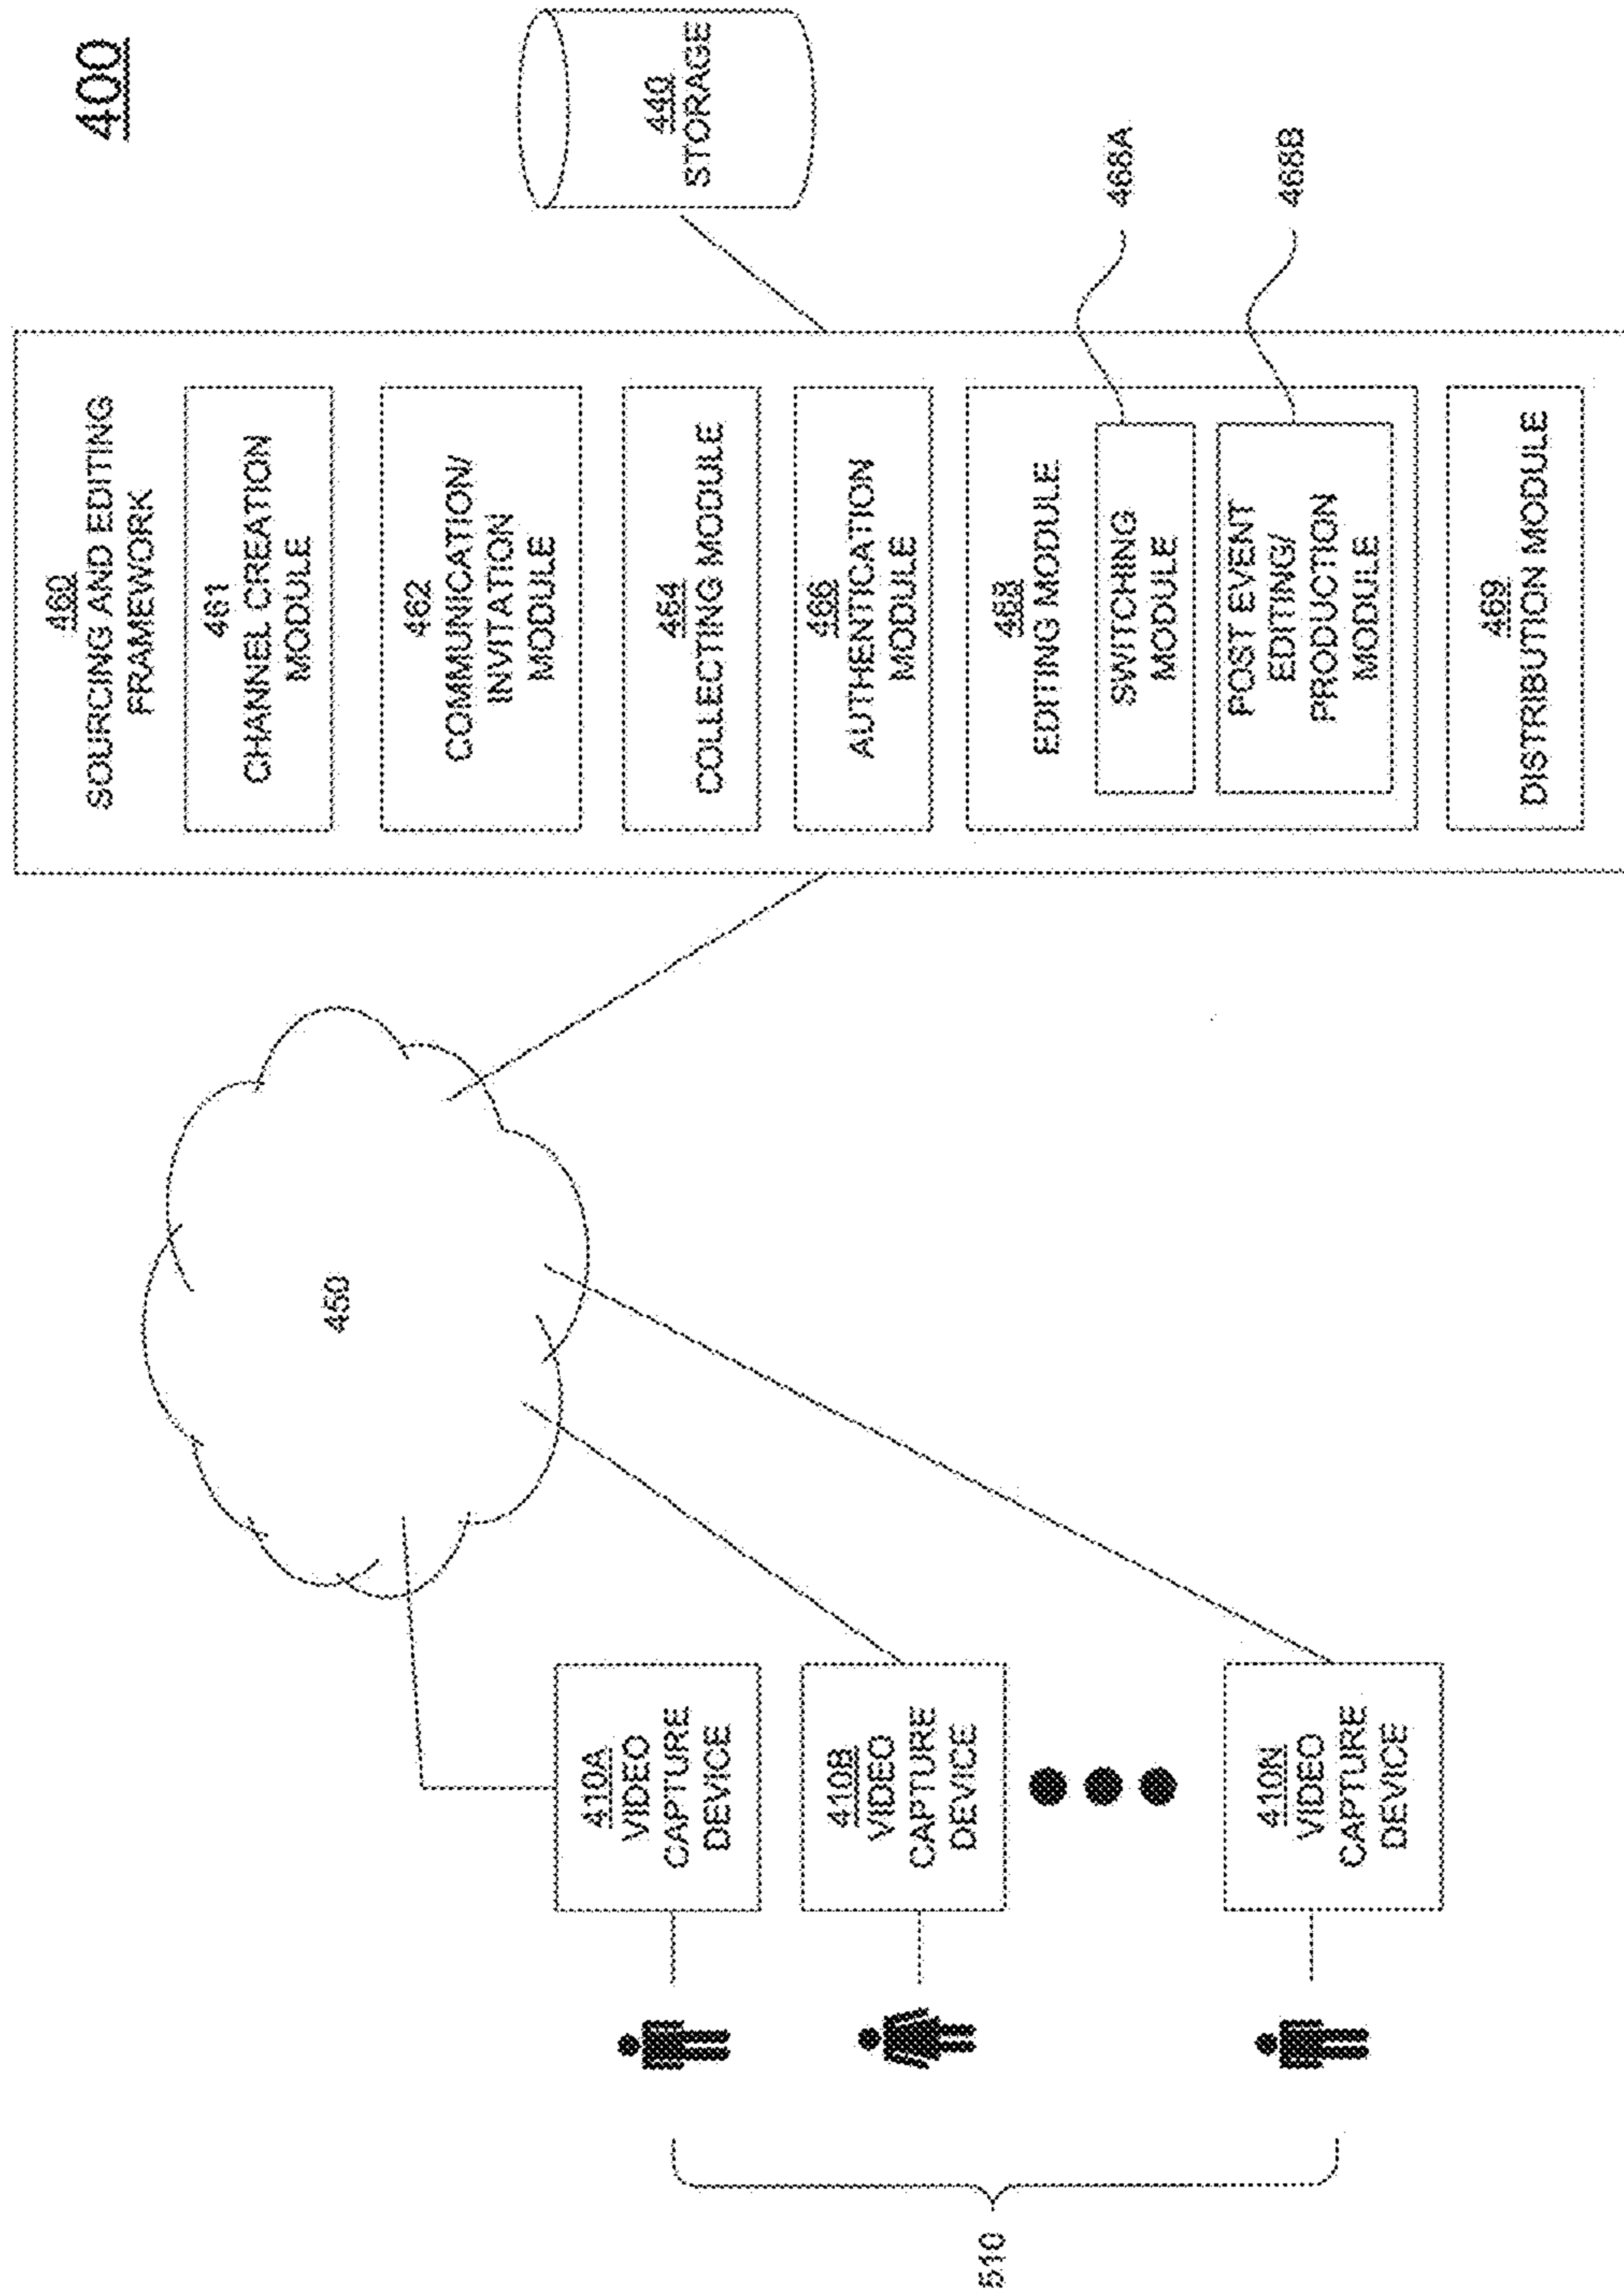 400
440
STORAGE
460
SOURCING AND EDITING
FRAMEWORK
461
CHANNEL CREATION
MODULE
462
COMMUNICATION/
INVITATION
MODULE
464
COLLECTING MODULE
466
AUTHENTICATION
MODULE
468
EDITING MODULE
SWITCHING
MODULE
468A
POST EVENT
EDITING/
PRODUCTION
MODULE
468B
469
DISTRIBUTION MODULE
450
410A
VIDEO
CAPTURE
DEVICE
410B
VIDEO
CAPTURE
DEVICE
410N
VIDEO
CAPTURE
DEVICE
510